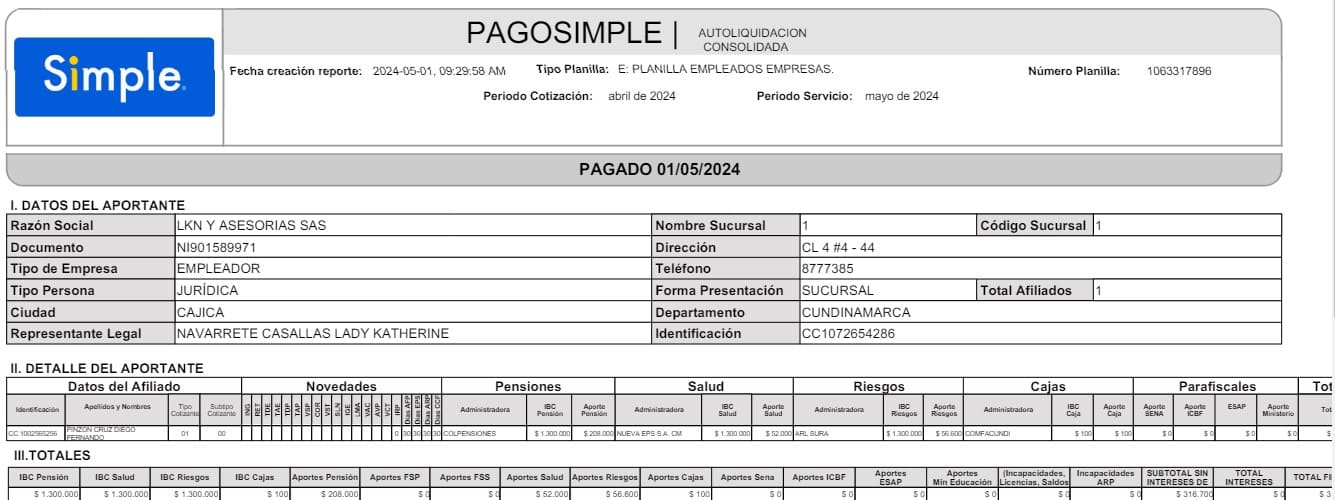 PAGOSIMPLE | AUTOLIQUIDACION
CONSOLIDADA
Simple.
Fecha creación reporte: 2024-05-01, 09:29:58 AM Tipo Planilla: E: PLANILLA EMPLEADOS EMPRESAS. Número Planilla: 1063317896
Periodo Cotización: abril de 2024 Periodo Servicio: mayo de 2024
PAGADO 01/05/2024
I. DATOS DEL APORTANTE
Razón Social LKN Y ASESORIAS SAS Nombre Sucursal 1 Código Sucursal 1
Documento NI901589971 Dirección CL 4 #4 - 44
Tipo de Empresa EMPLEADOR Teléfono 8777385
Tipo Persona JURÍDICA Forma Presentación SUCURSAL Total Afiliados 1
Ciudad CAJICA Departamento CUNDINAMARCA
Representante Legal NAVARRETE CASALLAS LADY KATHERINE Identificación CC1072654286
II. DETALLE DEL APORTANTE
Datos del Afiliado Novedades Pensiones Salud Riesgos Cajas Parafiscales Tot
Identificación Apellidos y Nombres Tipo Cotizante Subtipo Cotizante ING RET TDE TAE TDP TAP VSP COR VST SLN IGE LMA VAC AVP VCT IRP Dias AFP Dias EPS Dias ARP Dias CCF Administradora IBC Pensión Aporte Pensión Administradora IBC Salud Aporte Salud Administradora IBC Riesgos Aporte Riesgos Administradora IBC Caja Aporte Caja Aporte SENA Aporte ICBF ESAP Aporte Ministerio Tot
CC 1002565256 PINZON CRUZ DIEGO FERNANDO 01 00 0 30 30 30 30 COLPENSIONES $ 1.300.000 $ 208.000 NUEVA EPS S.A. CM $ 1.300.000 $ 52.000 ARL SURA $ 1.300.000 $ 56.600 COMFACUNDI $ 100 $ 100 $ 0 $ 0 $ 0 $ 0 $
III.TOTALES
IBC Pensión IBC Salud IBC Riesgos IBC Cajas Aportes Pensión Aportes FSP Aportes FSS Aportes Salud Aportes Riesgos Aportes Cajas Aportes Sena Aportes ICBF Aportes ESAP Aportes Min Educación (Incapacidades, Licencias, Saldos Incapacidades ARP SUBTOTAL SIN INTERESES DE TOTAL INTERESES TOTAL FI
$ 1.300.000 $ 1.300.000 $ 1.300.000 $ 100 $ 208.000 $ 0 $ 0 $ 52.000 $ 56.600 $ 100 $ 0 $ 0 $ 0 $ 0 $ 0 $ 0 $ 316.700 $ 0 $ 3